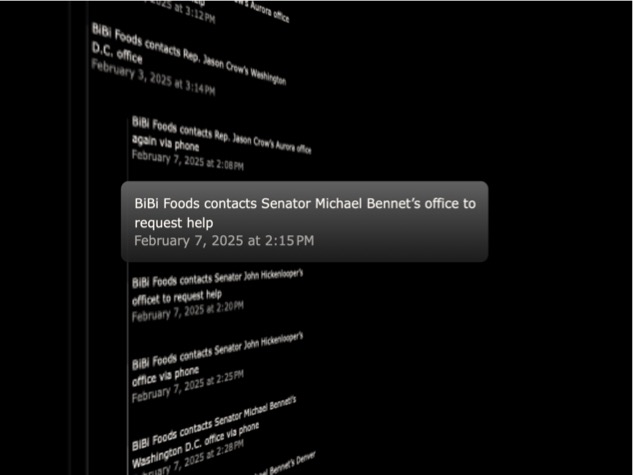 2025 at 3:12 PM
Aurora office
BiBi Foods contacts Rep. Jason Crow's Washington
D.C. office
February 3, 2025 at 3:14 PM
BiBi Foods contacts Rep. Jason Crow's Aurora office
again via phone
February 7, 2025 at 2:08 PM
BiBi Foods contacts Senator Michael Bennet’s office to
request help
February 7, 2025 at 2:15 PM
BiBi Foods contacts Senator John Hickenlooper's
officet to request help
February 7, 2025 at 2:20 PM
BiBi Foods contacts Senator John Hickenlooper's
office via phone
February 7, 2025 at 2:25 PM
BiBi Foods contacts Senator Michael Bennet's
Washington D.C. office via phone
February 7, 2025 at 2:28 PM
Bennet's Denver